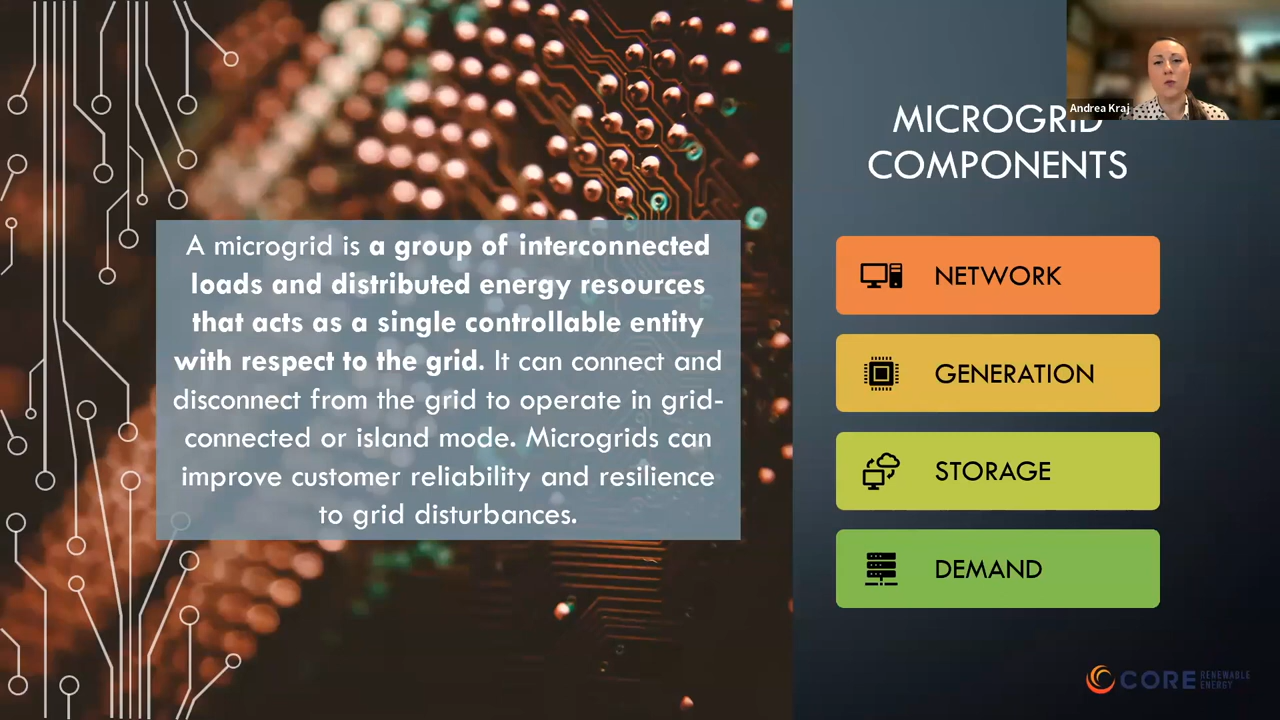 A microgrid is a group of interconnected
loads and distributed energy resources
that acts as a single controllable entity
with respect to the grid. It can connect and
disconnect from the grid to operate in grid-
connected or island mode. Microgrids can
improve customer reliability and resilience
to grid disturbances.
Andrea Kraj
MICROGRID
COMPONENTS
NETWORK
GENERATION
STORAGE
DEMAND
CORE RENEWABLE
ENERGY